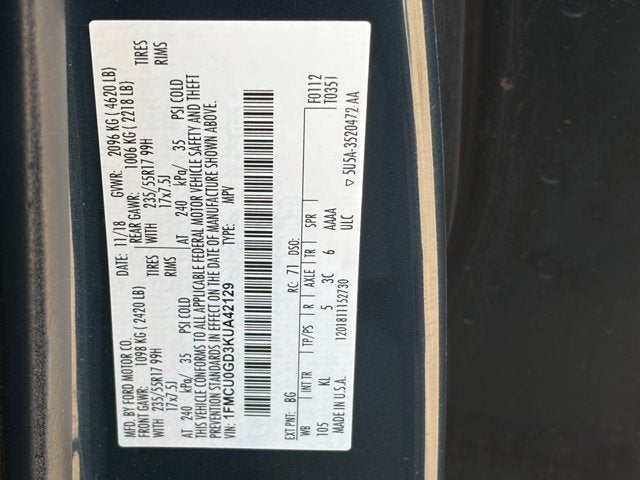 MFD. BY FORD MOTOR CO.
DATE: 11/18 GVWR: 2096 KG ( 4620 LB)
FRONT GAWR: 1098 KG ( 2420 LB) REAR GAWR: 1006 KG ( 2218 LB)
WITH 235/55R17 99H TIRES WITH 235/55R17 99H TIRES
17x7.5J RIMS 17x7.5J RIMS
AT 240 kPa/ 35 PSI COLD AT 240 kPa/ 35 PSI COLD
THIS VEHICLE CONFORMS TO ALL APPLICABLE FEDERAL MOTOR VEHICLE SAFETY AND THEFT
PREVENTION STANDARDS IN EFFECT ON THE DATE OF MANUFACTURE SHOWN ABOVE.
VIN: 1FMCU0GD3KUA42129 TYPE: MPV
F0112
T0351
EXT PNT: BG RC: 71 DSO:
WB INT TR TP/PS R AXLE TR SPR
105 KL 5 3C 6 AAAA
ULC
1201811152730
MADE IN U.S.A.
▽ 5U5A-3520472-AA